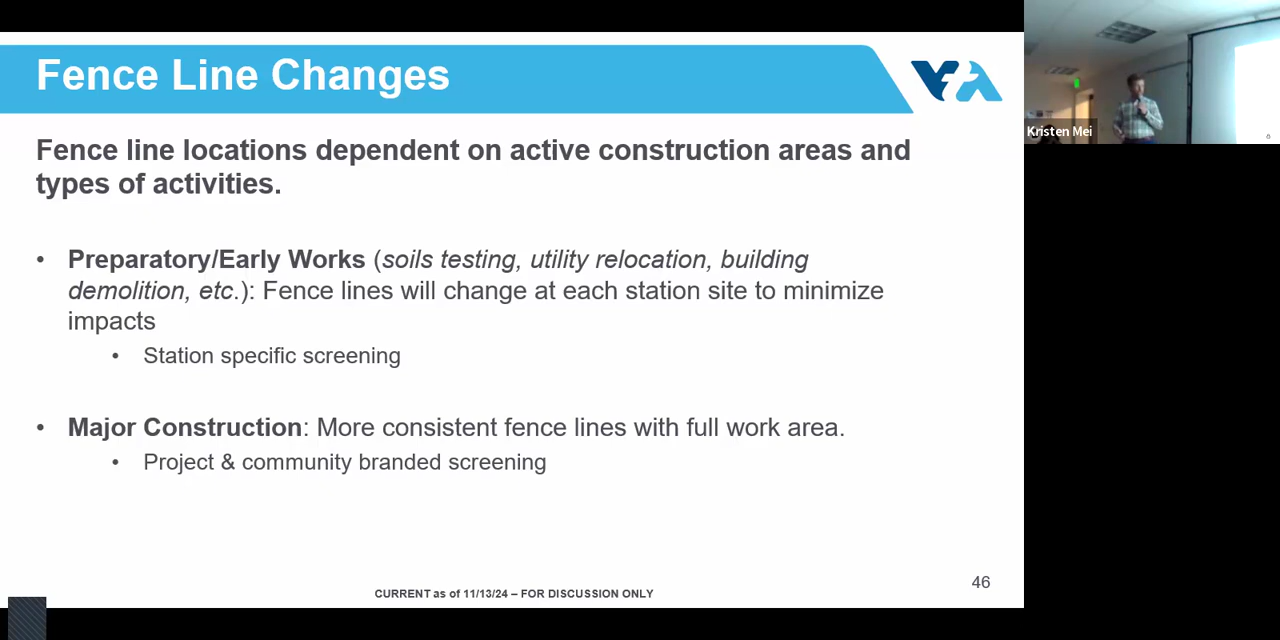 Fence Line Changes
VTA
Fence line locations dependent on active construction areas and
types of activities.
• Preparatory/Early Works (soils testing, utility relocation, building
demolition, etc.): Fence lines will change at each station site to minimize
impacts
• Station specific screening
• Major Construction: More consistent fence lines with full work area.
• Project & community branded screening
46
CURRENT as of 11/13/24 – FOR DISCUSSION ONLY
Kristen Mei